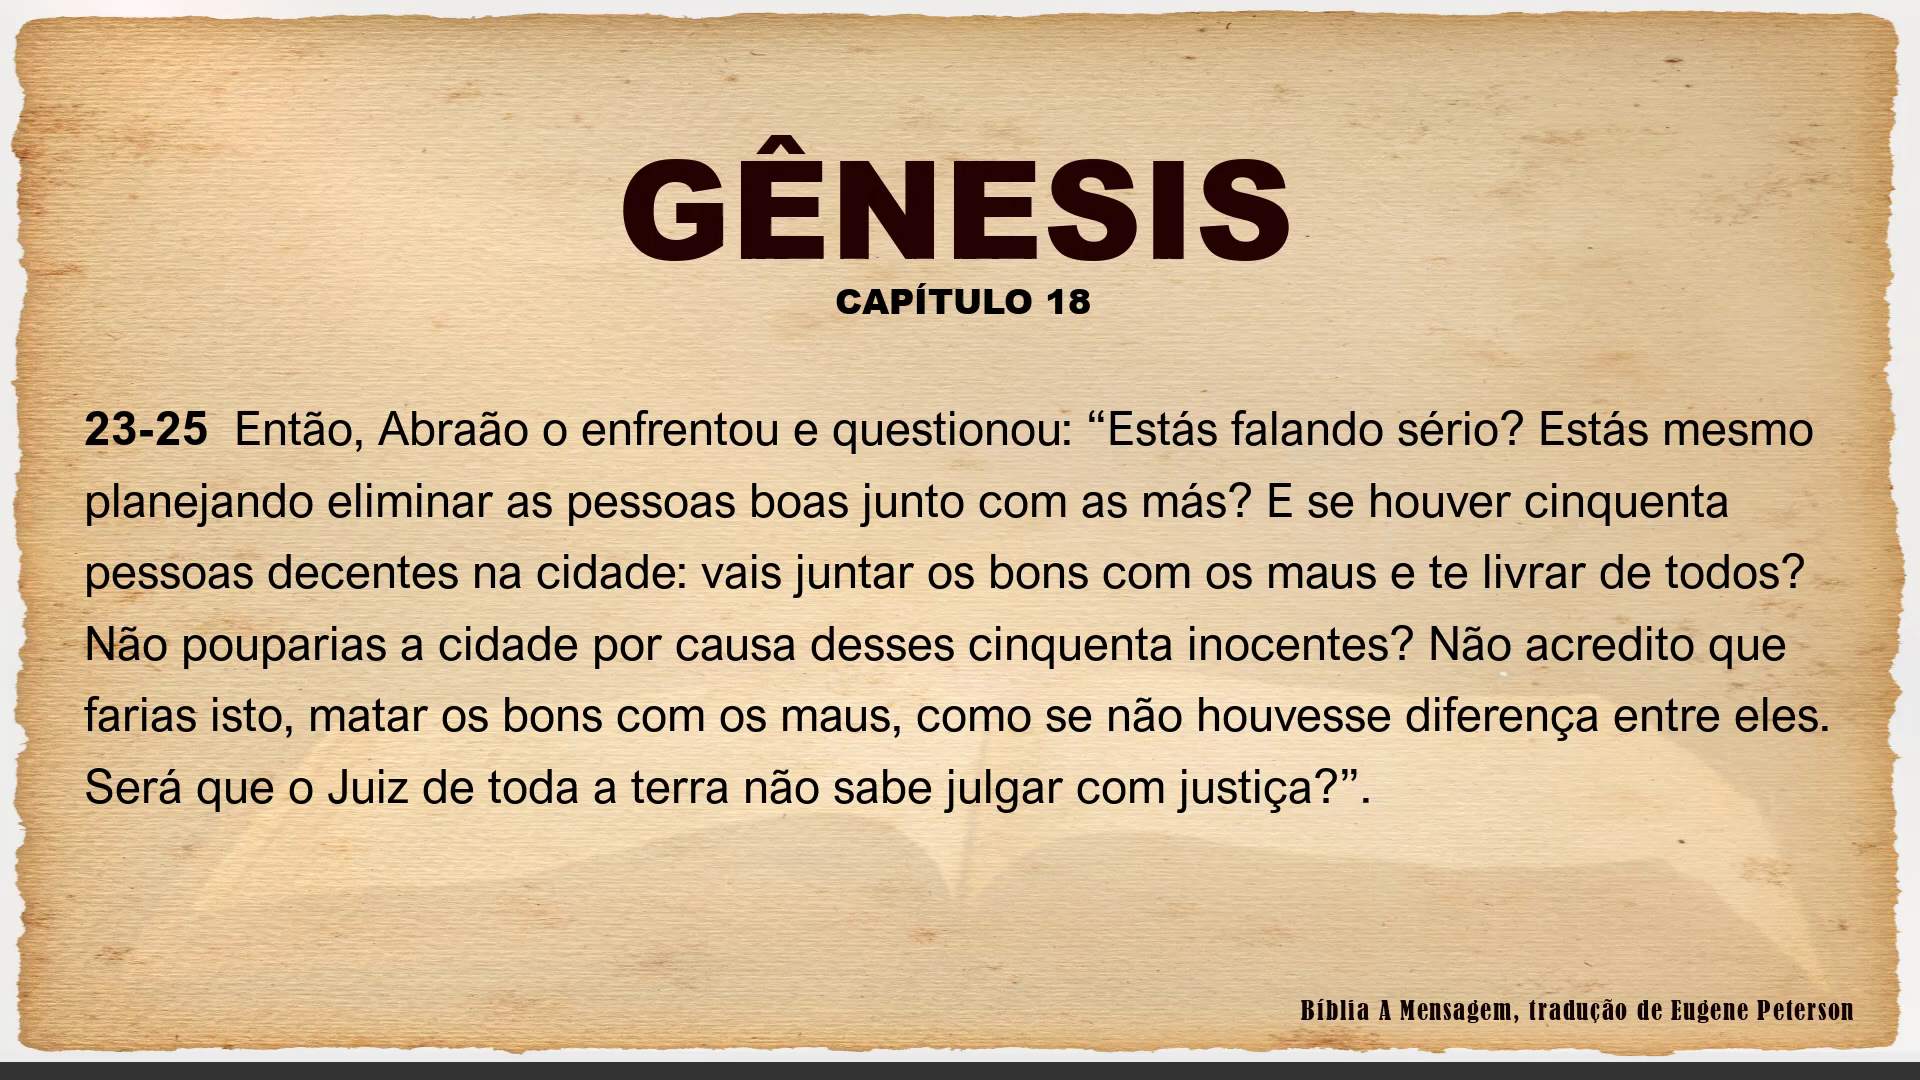 GÊNESIS
CAPÍTULO 18
23-25 Então, Abraão o enfrentou e questionou: “Estás falando sério? Estás mesmo
planejando eliminar as pessoas boas junto com as más? E se houver cinquenta
pessoas decentes na cidade: vais juntar os bons com os maus e te livrar de todos?
Não pouparias a cidade por causa desses cinquenta inocentes? Não acredito que
farias isto, matar os bons com os maus, como se não houvesse diferença entre eles.
Será que o Juiz de toda a terra não sabe julgar com justiça?”.
Bíblia A Mensagem, tradução de Eugene Peterson